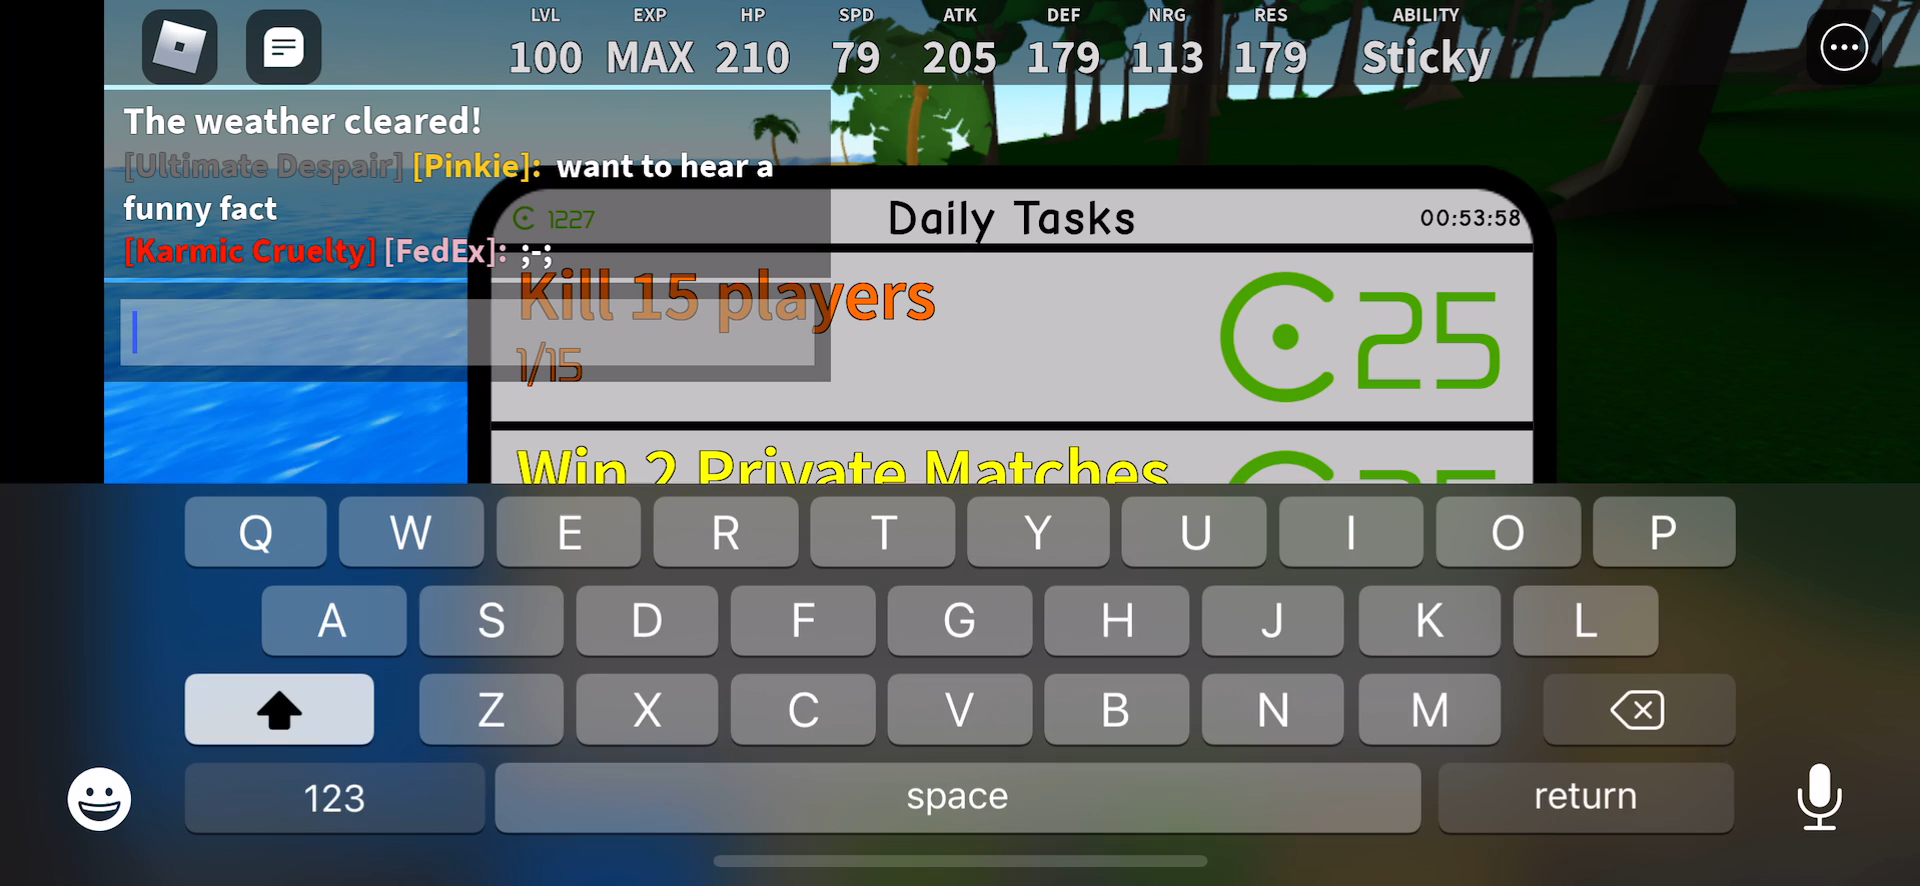 LVL EXP HP SPD ATK DEF NRG RES ABILITY
100 MAX 210 79 205 179 113 179 Sticky
The weather cleared!
[Ultimate Despair] [Pinkie]: want to hear a
funny fact
[Karmic Cruelty] [FedEx]: ;-;
1227 Daily Tasks 00:53:58
Kill 15 players
1/15
25
Win 2 Private Matches
25
Q W E R T Y U I O P
A S D F G H J K L
Z X C V B N M
123 space return